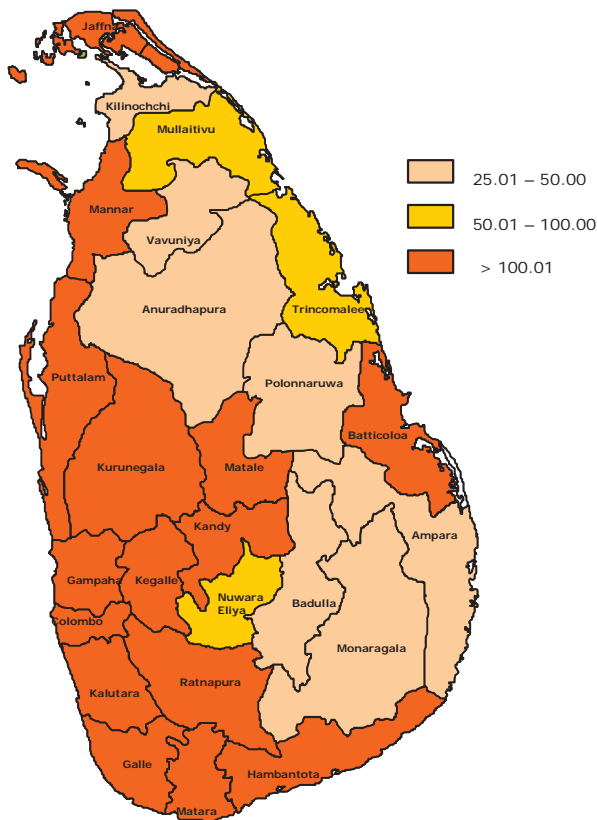 Jaffna
Kilinochchi
Mullaitivu
Mannar
Vavuniya
Anuradhapura
Trincomalee
Puttalam
Polonnaruwa
Batticoloa
Kurunegala
Matale
Kandy
Ampara
Gampaha
Kegalle
Nuwara
Eliya
Badulla
Colombo
Monaragala
Ratnapura
Kalutara
Galle
Hambantota
Matara
25.01 – 50.00
50.01 – 100.00
> 100.01